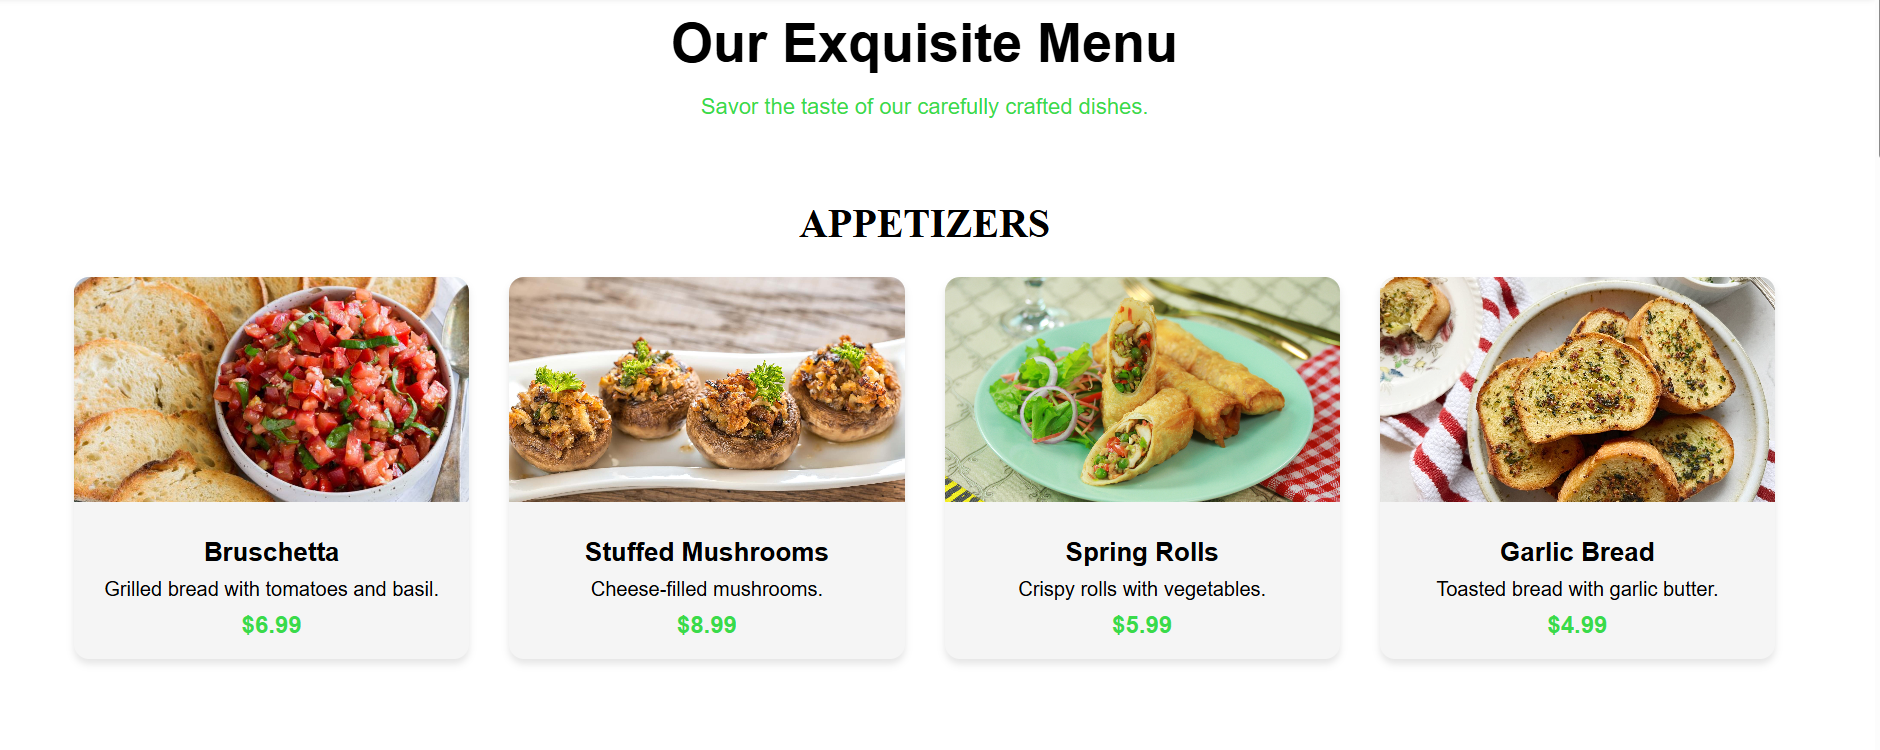 Our Exquisite Menu
Savor the taste of our carefully crafted dishes.
APPETIZERS
Bruschetta
Grilled bread with tomatoes and basil.
$6.99
Stuffed Mushrooms
Cheese-filled mushrooms.
$8.99
Spring Rolls
Crispy rolls with vegetables.
$5.99
Garlic Bread
Toasted bread with garlic butter.
$4.99